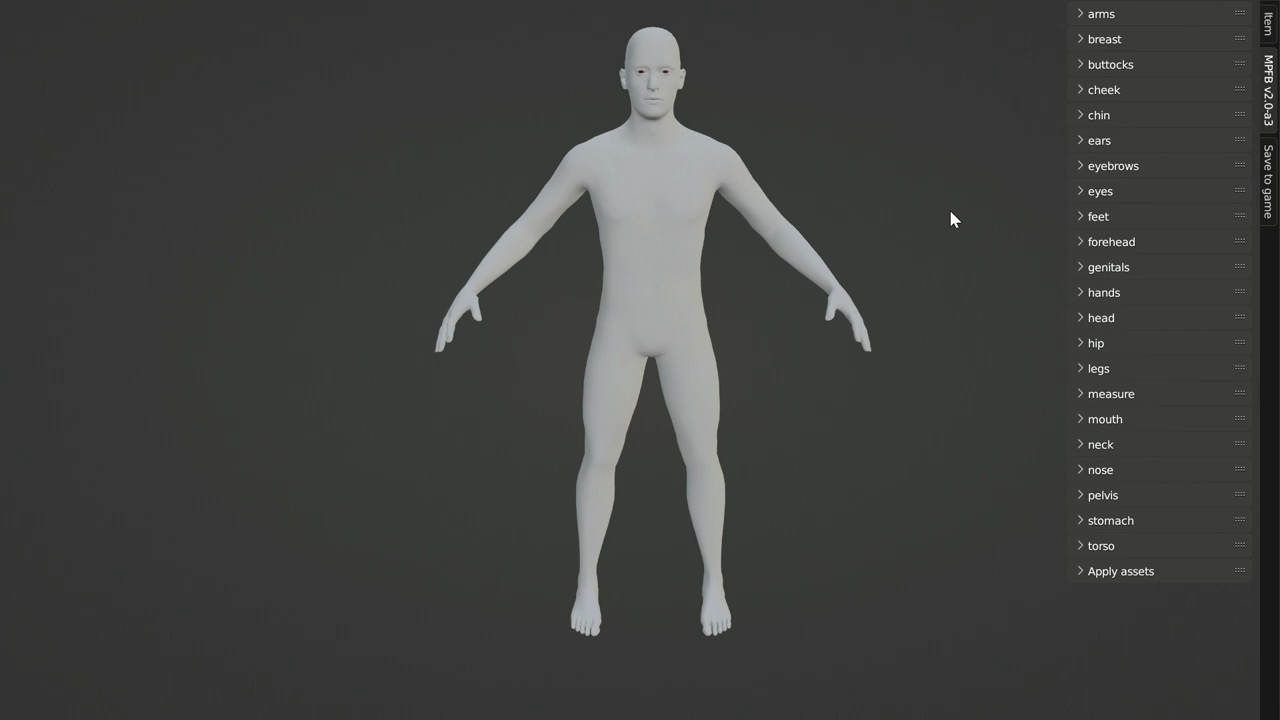 arms
breast
buttocks
cheek
chin
ears
eyebrows
eyes
feet
forehead
genitals
hands
head
hip
legs
measure
mouth
neck
nose
pelvis
stomach
torso
Apply assets
Item
MPFB v2.0-a3
Save to game